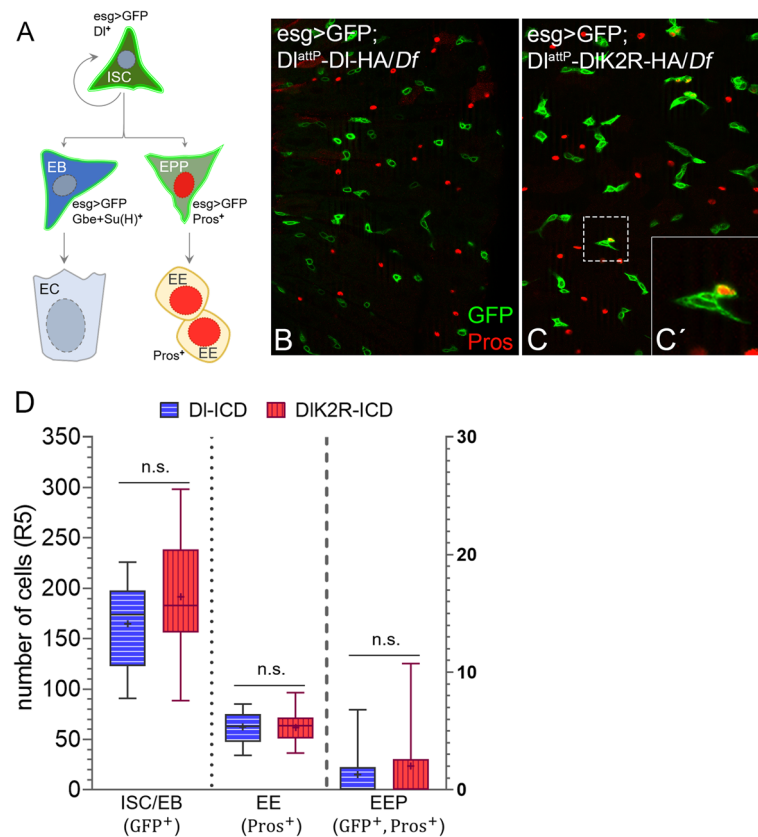 A
esg>GFP
Dl⁺
ISC
EB
EPP
esg>GFP
Gbe+Su(H)⁺
esg>GFP
Pros⁺
EC
EE
EE
Pros⁺
esg>GFP;
Dlᵃᵗᵗᴾ-Dl-HA/Df
GFP
Pros
B
esg>GFP;
Dlᵃᵗᵗᴾ-DlK2R-HA/Df
C
C´
D
Dl-ICD
DlK2R-ICD
number of cells (R5)
350
300
250
200
150
100
50
0
n.s.
n.s.
n.s.
30
20
10
0
ISC/EB
(GFP⁺)
EE
(Pros⁺)
EEP
(GFP⁺, Pros⁺)